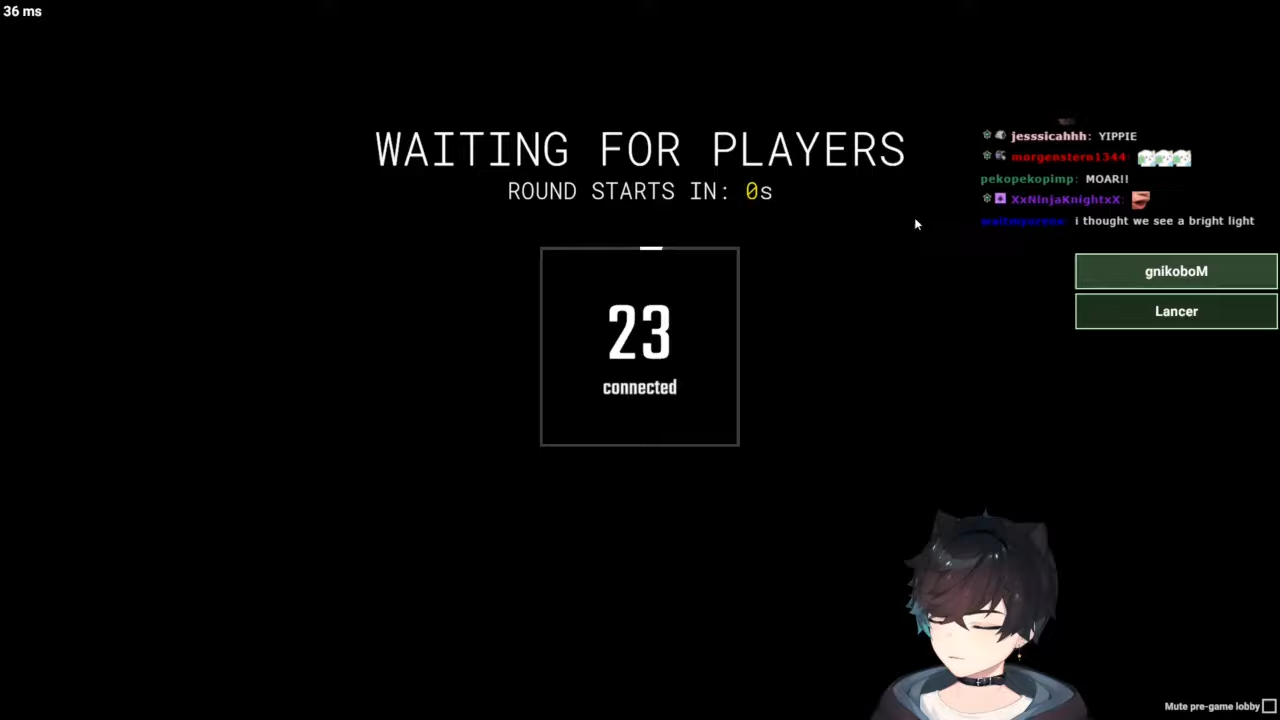 36 ms
WAITING FOR PLAYERS
ROUND STARTS IN: 0s
23
connected
jesssicahhh: YIPPIE
morgenstern1344:
pekopekopimp: MOAR!!
XxNInjaKnightxX:
i thought we see a bright light
gnikoboM
Lancer
Mute pre-game lobby